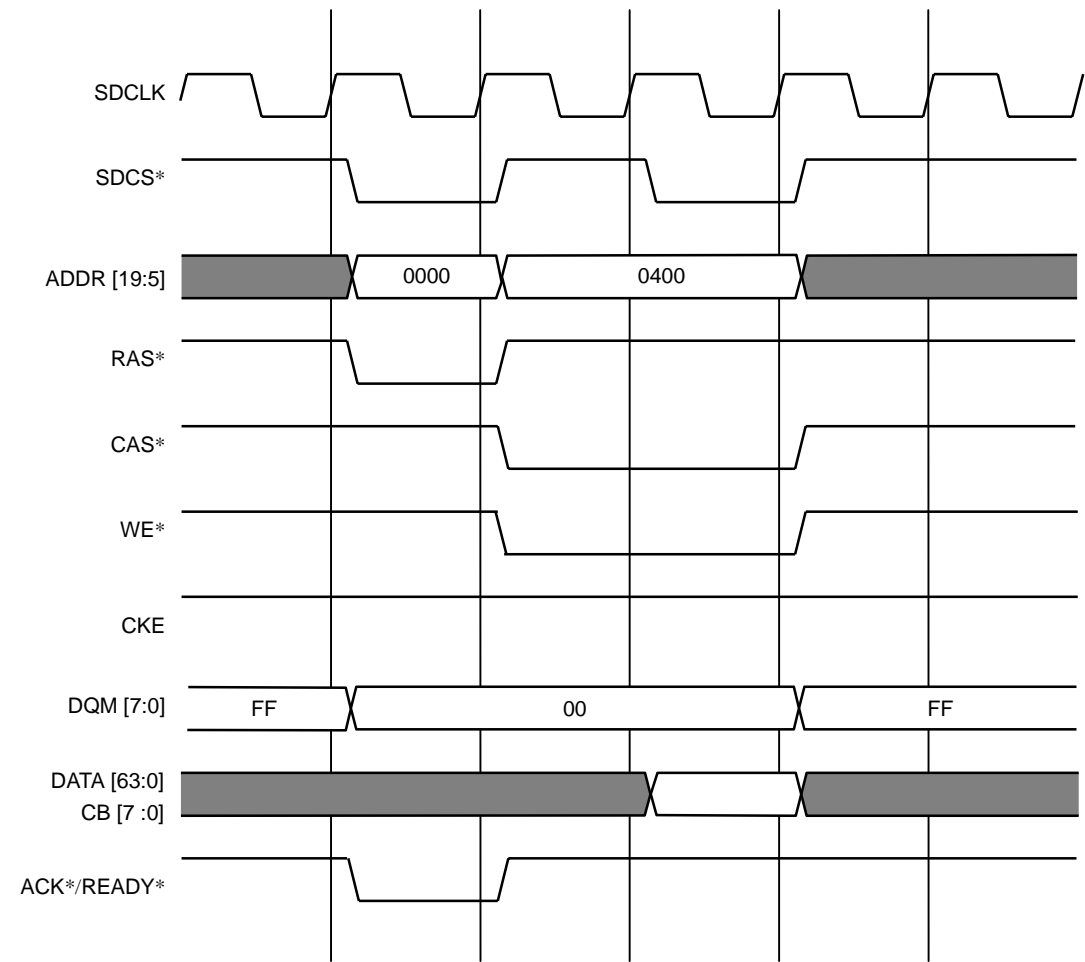 SDCLK
SDCS*
ADDR [19:5]
0000
0400
RAS*
CAS*
WE*
CKE
DQM [7:0]
FF
00
FF
DATA [63:0]
CB [7 :0]
ACK*/READY*